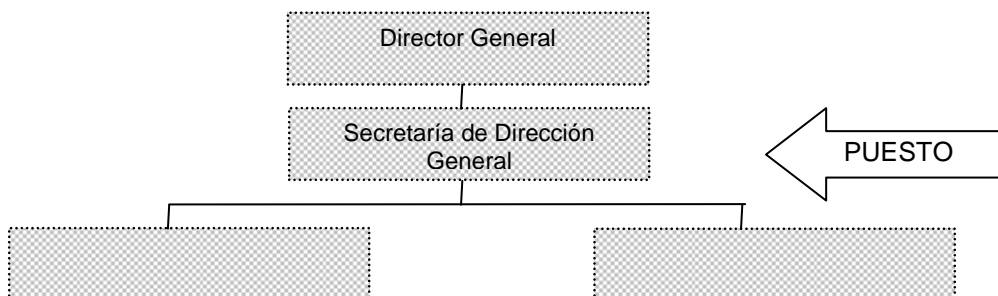 Director General
Secretaría de Dirección
General
PUESTO